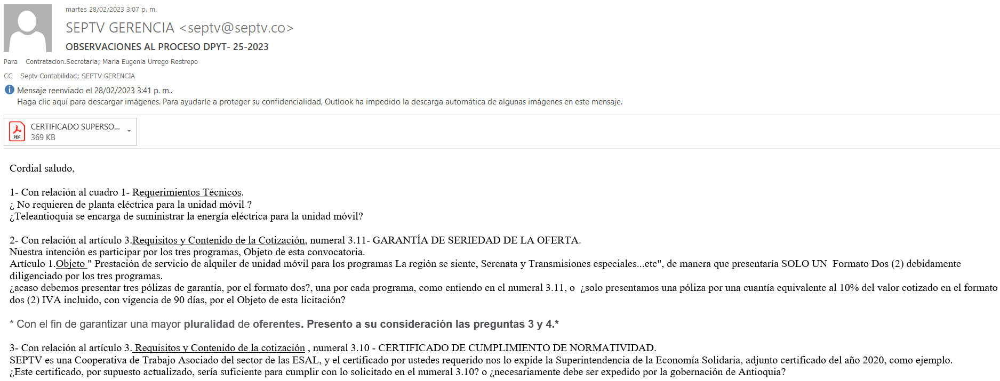 martes 28/02/2023 3:07 p. m.
SEPTV GERENCIA <septv@septv.co>
OBSERVACIONES AL PROCESO DPYT- 25-2023
Para Contratacion.Secretaria; Maria Eugenia Urrego Restrepo
CC Septv Contabilidad; SEPTV GERENCIA
Mensaje reenviado el 28/02/2023 3:41 p. m..
Haga clic aquí para descargar imágenes. Para ayudarle a proteger su confidencialidad, Outlook ha impedido la descarga automática de algunas imágenes en este mensaje.
CERTIFICADO SUPERSO...
PDF
369 KB
Cordial saludo,
1- Con relación al cuadro 1- Requerimientos Técnicos.
¿ No requieren de planta eléctrica para la unidad móvil ?
¿Teleantioquia se encarga de suministrar la energía eléctrica para la unidad móvil?
2- Con relación al artículo 3.Requisitos y Contenido de la Cotización, numeral 3.11- GARANTÍA DE SERIEDAD DE LA OFERTA.
Nuestra intención es participar por los tres programas, Objeto de esta convocatoria.
Artículo 1.Objeto " Prestación de servicio de alquiler de unidad móvil para los programas La región se siente, Serenata y Transmisiones especiales...etc", de manera que presentaría SOLO UN  Formato Dos (2) debidamente
diligenciado por los tres programas.
¿acaso debemos presentar tres pólizas de garantía, por el formato dos?, una por cada programa, como entiendo en el numeral 3.11, o  ¿solo presentamos una póliza por una cuantía equivalente al 10% del valor cotizado en el formato
dos (2) IVA incluido, con vigencia de 90 días, por el Objeto de esta licitación?
* Con el fin de garantizar una mayor pluralidad de oferentes. Presento a su consideración las preguntas 3 y 4.*
3- Con relación al artículo 3. Requisitos y Contenido de la cotización , numeral 3.10 - CERTIFICADO DE CUMPLIMIENTO DE NORMATIVIDAD.
SEPTV es una Cooperativa de Trabajo Asociado del sector de las ESAL, y el certificado por ustedes requerido nos lo expide la Superintendencia de la Economía Solidaria, adjunto certificado del año 2020, como ejemplo.
¿Este certificado, por supuesto actualizado, sería suficiente para cumplir con lo solicitado en el numeral 3.10? o ¿necesariamente debe ser expedido por la gobernación de Antioquia?